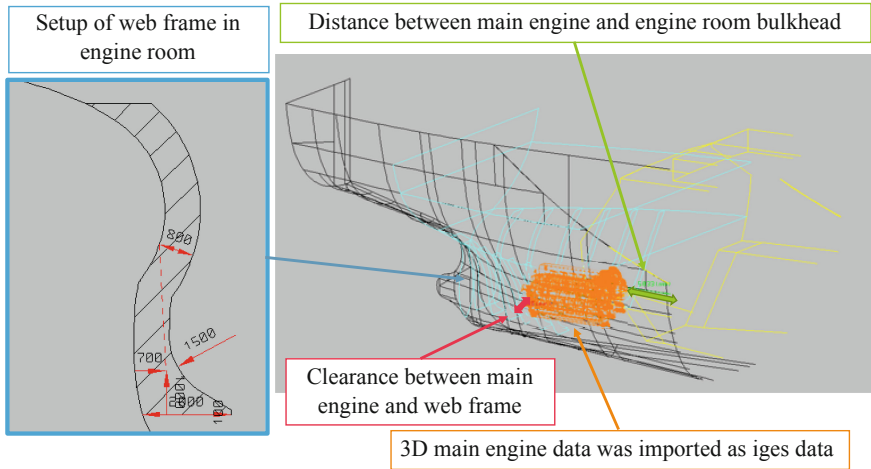 Setup of web frame in
engine room
Distance between main engine and engine room bulkhead
800
1500
700
2800
100
Clearance between main
engine and web frame
3D main engine data was imported as iges data